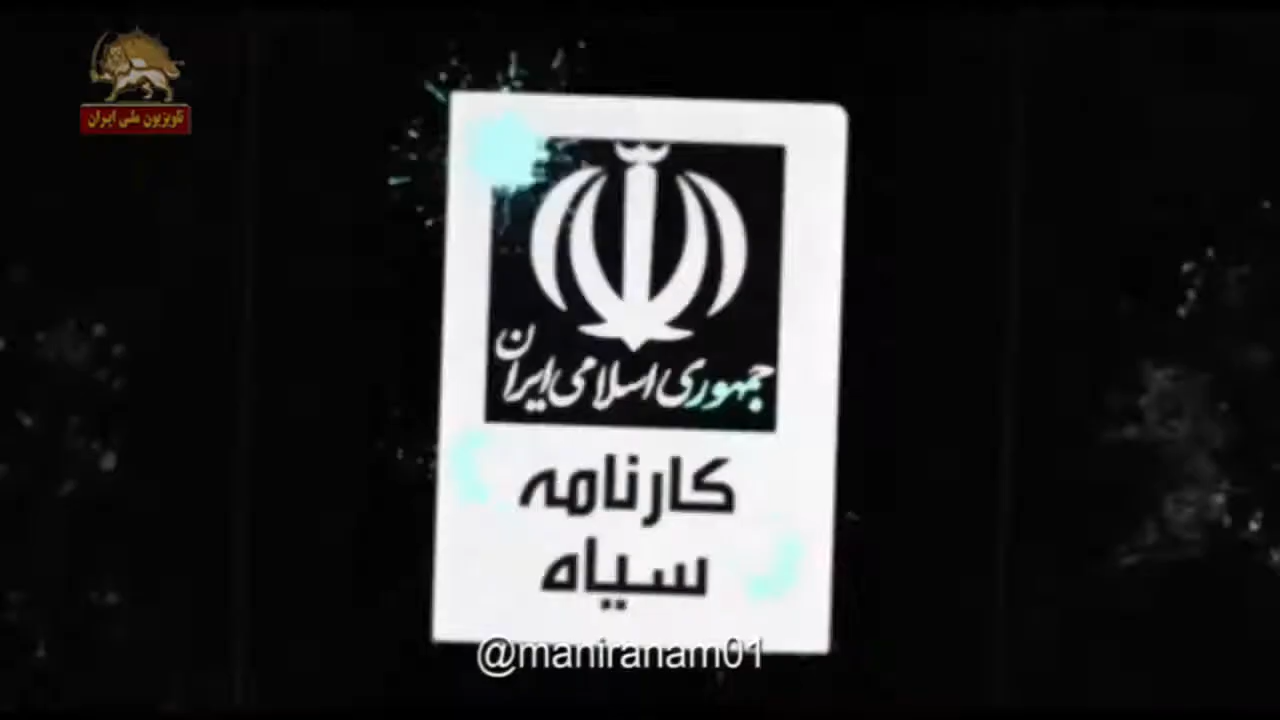 تلویزیون ملی ایران
جمهوری اسلامی ایران
کارنامه
سیاه
@maniranam01